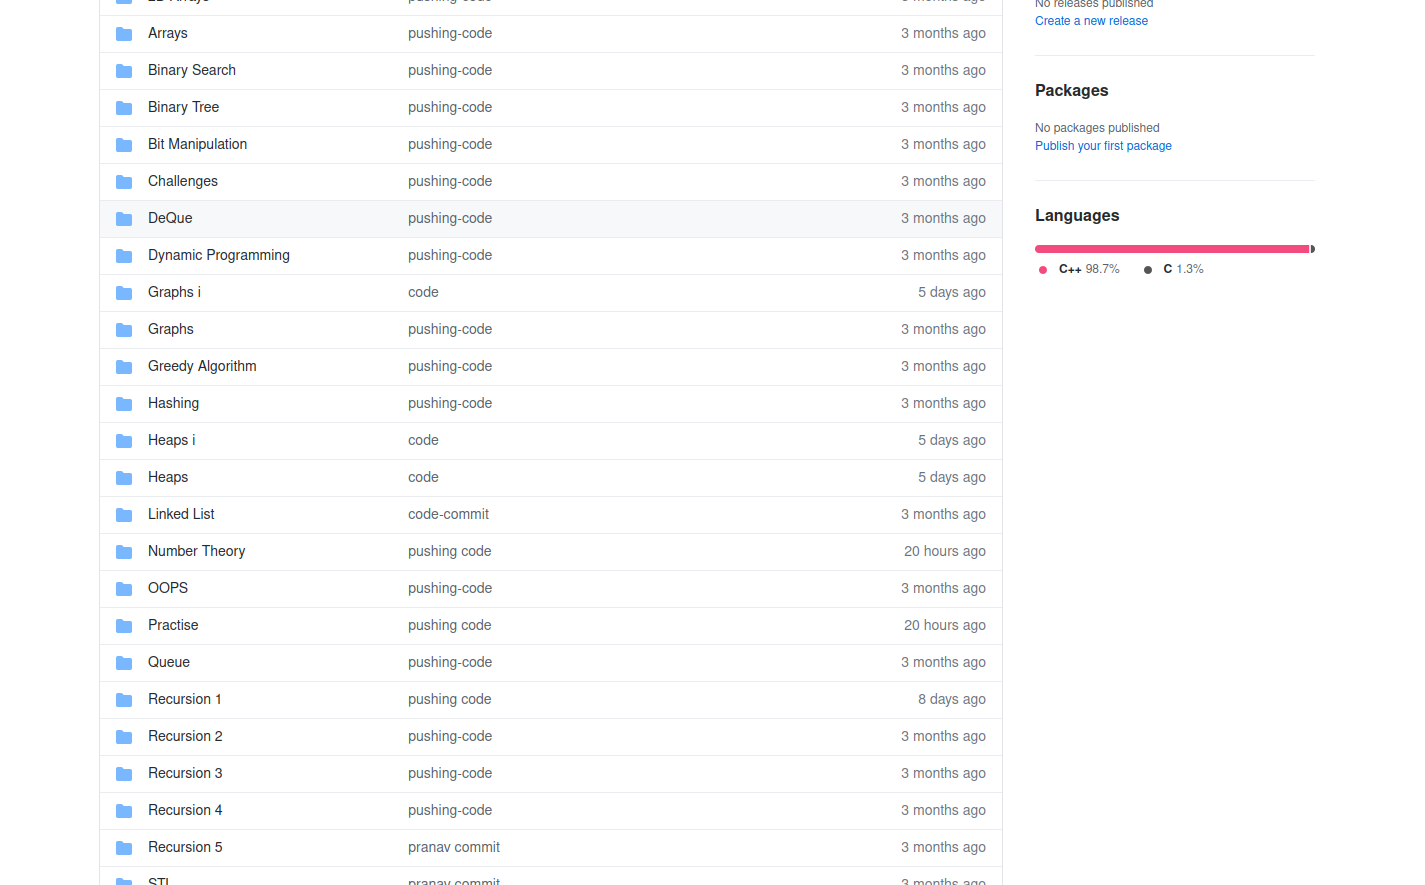 2D Arrays pushing-code 3 months ago
Arrays pushing-code 3 months ago
Binary Search pushing-code 3 months ago
Binary Tree pushing-code 3 months ago
Bit Manipulation pushing-code 3 months ago
Challenges pushing-code 3 months ago
DeQue pushing-code 3 months ago
Dynamic Programming pushing-code 3 months ago
Graphs i code 5 days ago
Graphs pushing-code 3 months ago
Greedy Algorithm pushing-code 3 months ago
Hashing pushing-code 3 months ago
Heaps i code 5 days ago
Heaps code 5 days ago
Linked List code-commit 3 months ago
Number Theory pushing code 20 hours ago
OOPS pushing-code 3 months ago
Practise pushing code 20 hours ago
Queue pushing-code 3 months ago
Recursion 1 pushing code 8 days ago
Recursion 2 pushing-code 3 months ago
Recursion 3 pushing-code 3 months ago
Recursion 4 pushing-code 3 months ago
Recursion 5 pranav commit 3 months ago
STL pranav commit 3 months ago
No releases published
Create a new release
Packages
No packages published
Publish your first package
Languages
C++ 98.7% C 1.3%